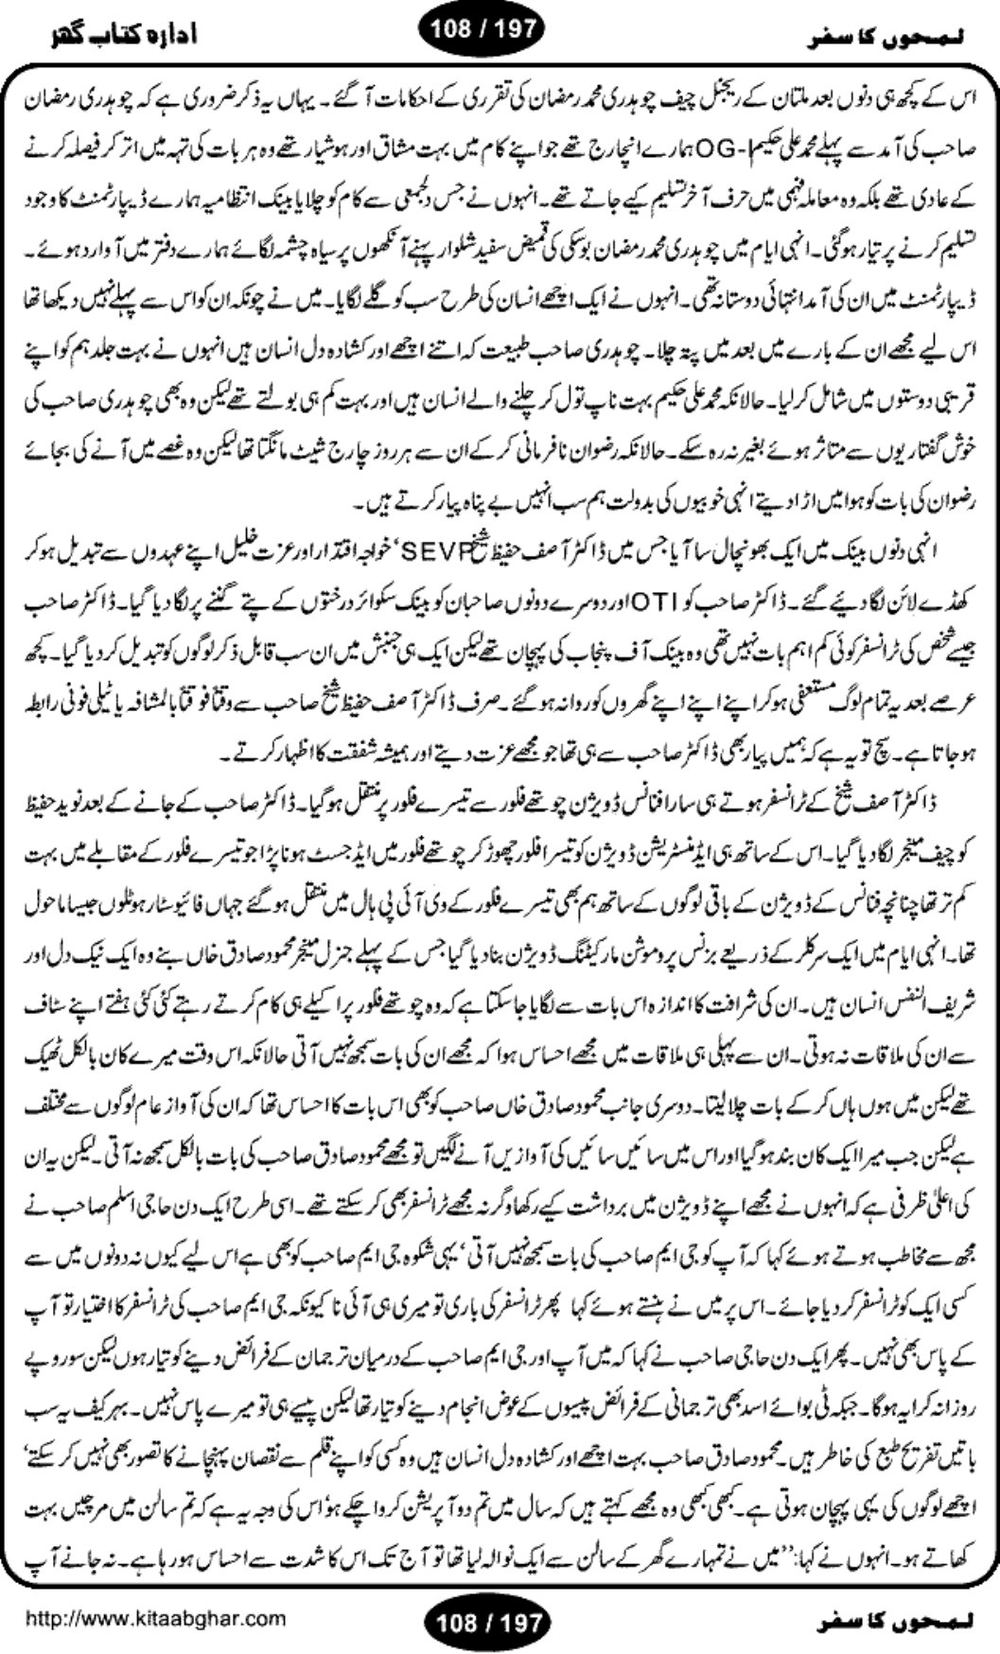 لمحوں کا سفر
108 / 197
ادارہ کتاب گھر
اس کے کچھ ہی دنوں بعد ملتان کے ریجنل چیف چوہدری محمد رمضان کی تقرری کے احکامات آ گئے ۔ یہاں یہ ذکر ضروری ہے کہ چوہدری رمضان
صاحب کی آمد سے پہلے محمد علی حکیم OG-I ہمارے انچارج تھے جو اپنے کام میں بہت مشاق اور ہوشیار تھے وہ ہر بات کی تہہ میں اتر کر فیصلہ کرنے
کے عادی تھے بلکہ وہ معاملہ فہمی میں حرف آخر تسلیم کیے جاتے تھے۔ انہوں نے جس دلجمعی سے کام کو چلایا بینک انتظامیہ ہمارے ڈیپارٹمنٹ کا وجود
تسلیم کرنے پر تیار ہو گئی۔ انہی ایام میں چوہدری محمد رمضان بوسکی کی قمیض سفید شلوار پہنے آنکھوں پر سیاہ چشمہ لگائے ہمارے دفتر میں آ وارد ہوئے ۔
ڈیپارٹمنٹ میں ان کی آمد انتہائی دوستانہ تھی ۔ انہوں نے ایک اچھے انسان کی طرح سب کو گلے لگایا۔ میں نے چونکہ ان کو اس سے پہلے نہیں دیکھا تھا
اس لیے مجھے ان کے بارے میں بعد میں پتہ چلا۔ چوہدری صاحب طبیعت کہ اتنے اچھے اور کشادہ دل انسان ہیں انہوں نے بہت جلد ہم کو اپنے
قریبی دوستوں میں شامل کر لیا۔ حالانکہ محمد علی حکیم بہت ناپ تول کر چلنے والے انسان ہیں اور بہت کم ہی بولتے تھے لیکن وہ بھی چوہدری صاحب کی
خوش گفتاریوں سے متاثر ہوئے بغیر نہ رہ سکے۔ حالانکہ رضوان نافرمانی کر کے ان سے ہر روز چارج شیٹ مانگتا تھا لیکن وہ غصے میں آنے کی بجائے
رضوان کی بات کو ہوا میں اڑا دیتے انہی خوبیوں کی بدولت ہم سب انہیں بے پناہ پیار کرتے ہیں۔
انہی دنوں بینک میں ایک بھونچال سا آیا جس میں ڈاکٹر آصف حفیظ شیخ SEVP‘ خواجہ اقتدار اور عزت خلیل اپنے عہدوں سے تبدیل ہو کر
کھڈے لائن لگا دیئے گئے۔ ڈاکٹر صاحب کو OTI اور دوسرے دونوں صاحبان کو بینک سکوائر درختوں کے پتے گننے پر لگا دیا گیا۔ ڈاکٹر صاحب
جیسے شخص کی ٹرانسفر کوئی کم اہم بات نہیں تھی وہ بینک آف پنجاب کی پہچان تھے لیکن ایک ہی جنبش میں ان سب قابل ذکر لوگوں کو تبدیل کر دیا گیا۔ کچھ
عرصے بعد یہ تمام لوگ مستعفی ہو کر اپنے اپنے اپنے گھروں کو روانہ ہو گئے ۔ صرف ڈاکٹر آصف حفیظ شیخ صاحب سے وقتاً فوقتاً بالمشافہ یا ٹیلی فونی رابطہ
ہو جاتا ہے۔ سچ تو یہ ہے کہ ہمیں پیار بھی ڈاکٹر صاحب سے ہی تھا جو مجھے عزت دیتے اور ہمیشہ شفقت کا اظہار کرتے ۔
ڈاکٹر آصف شیخ کے ٹرانسفر ہوتے ہی سارا فنانس ڈویژن چوتھے فلور سے تیسرے فلور پر منتقل ہو گیا۔ ڈاکٹر صاحب کے جانے کے بعد نوید حفیظ
کو چیف منیجر لگا دیا گیا۔ اس کے ساتھ ہی ایڈمنسٹریشن ڈویژن کو تیسرا فلور چھوڑ کر چوتھے فلور میں ایڈجسٹ ہونا پڑا جو تیسرے فلور کے مقابلے میں بہت
کم تر تھا چنانچہ فنانس کے ڈویژن کے باقی لوگوں کے ساتھ ہم بھی تیسرے فلور کے وی آئی پی ہال میں منتقل ہو گئے جہاں فائیو سٹار ہوٹلوں جیسا ماحول
تھا۔ انہی ایام میں ایک سرکلر کے ذریعے بزنس پروموشن مارکیٹنگ ڈویژن بنا دیا گیا جس کے پہلے جنرل منیجر محمود صادق خاں بنے وہ ایک نیک دل اور
شریف النفس انسان ہیں۔ ان کی شرافت کا اندازہ اس بات سے لگایا جا سکتا ہے کہ وہ چوتھے فلور پر اکیلے ہی کام کرتے رہتے کئی کئی ہفتے اپنے سٹاف
سے ان کی ملاقات نہ ہوتی۔ ان سے پہلی ہی ملاقات میں مجھے احساس ہوا کہ مجھے ان کی بات سمجھ نہیں آتی حالانکہ اس وقت میرے کان بالکل ٹھیک
تھے لیکن میں ہوں ہاں کر کے بات چلا لیتا۔ دوسری جانب محمود صادق خاں صاحب کو بھی اس بات کا احساس تھا کہ ان کی آواز عام لوگوں سے مختلف
ہے لیکن جب میرا ایک کان بند ہو گیا اور اس میں سائیں سائیں کی آوازیں آنے لگیں تو مجھے محمود صادق صاحب کی بات بالکل سمجھ نہ آتی ۔ لیکن یہ ان
کی اعلیٰ ظرفی ہے کہ انہوں نے مجھے اپنے ڈویژن میں برداشت کیے رکھا وگرنہ مجھے ٹرانسفر بھی کر سکتے تھے۔ اسی طرح ایک دن حاجی اسلم صاحب نے
مجھ سے مخاطب ہوتے ہوئے کہا کہ آپ کو جی ایم صاحب کی بات سمجھ نہیں آتی‘ یہی شکوہ جی ایم صاحب کو بھی ہے اس لیے کیوں نہ دونوں میں سے
کسی ایک کو ٹرانسفر کر دیا جائے۔ اس پر میں نے ہنستے ہوئے کہا پھر ٹرانسفر کی باری تو میری ہی آئی نا کیونکہ جی ایم صاحب کی ٹرانسفر کا اختیار تو آپ
کے پاس بھی نہیں ۔ پھر ایک دن حاجی صاحب نے کہا کہ میں آپ اور جی ایم صاحب کے درمیان ترجمان کے فرائض دینے کو تیار ہوں لیکن سو روپے
روزانہ کرایہ ہوگا۔ جبکہ ٹی بوائے اسد بھی ترجمانی کے فرائض پیسوں کے عوض انجام دینے کو تیار تھا لیکن پیسے ہی تو میرے پاس نہیں۔ بہر کیف یہ سب
باتیں تفریح طبع کی خاطر ہیں۔ محمود صادق صاحب بہت اچھے اور کشادہ دل انسان ہیں وہ کسی کو اپنے قلم سے نقصان پہنچانے کا تصور بھی نہیں کر سکتے‘
اچھے لوگوں کی یہی پہچان ہوتی ہے۔ کبھی کبھی وہ مجھے کہتے ہیں کہ سال میں تم دو آپریشن کروا چکے ہو‘ اس کی وجہ یہ ہے کہ تم سالن میں مرچیں بہت
کھاتے ہو۔ انہوں نے کہا: ’’میں نے تمہارے گھر کے سالن سے ایک نوالہ لیا تھا تو آج تک اس کا شدت سے احساس ہو رہا ہے۔ نہ جانے آپ
http://www.kitaabghar.com
108 / 197
لمحوں کا سفر